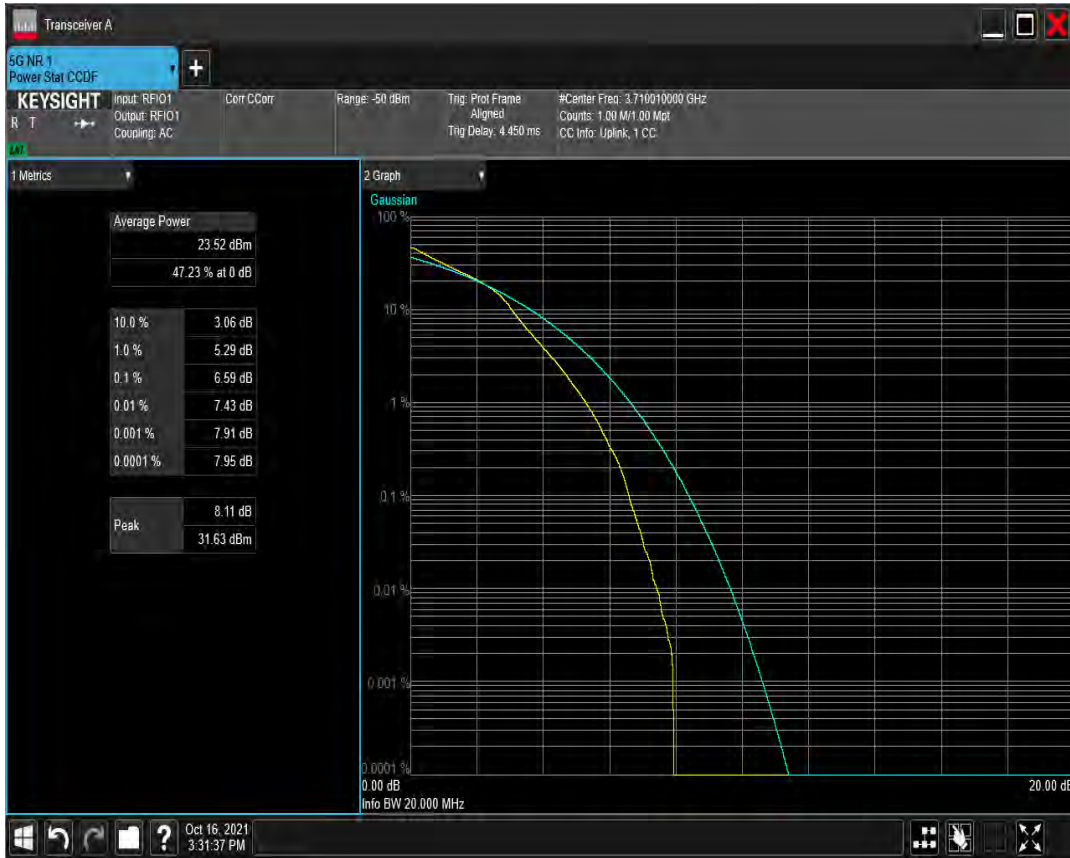 Transceiver A
5G NR 1
Power Stat CCDF
+
KEYSIGHT
R T
LXI
Input: RFIO1
Output: RFIO1
Coupling: AC
Corr CCorr
Range: -50 dBm
Trig: Prot Frame
Aligned
Trig Delay: 4.450 ms
#Center Freq: 3.710010000 GHz
Counts: 1.00 M/1.00 Mpt
CC Info: Uplink, 1 CC
1 Metrics
Average Power
23.52 dBm
47.23 % at 0 dB
10.0 % 3.06 dB
1.0 % 5.29 dB
0.1 % 6.59 dB
0.01 % 7.43 dB
0.001 % 7.91 dB
0.0001 % 7.95 dB
Peak
8.11 dB
31.63 dBm
2 Graph
Gaussian
100 %
10 %
1 %
0.1 %
0.01 %
0.001 %
0.0001 %
0.00 dB
20.00 dB
Info BW 20.000 MHz
?
Oct 16, 2021
3:31:37 PM